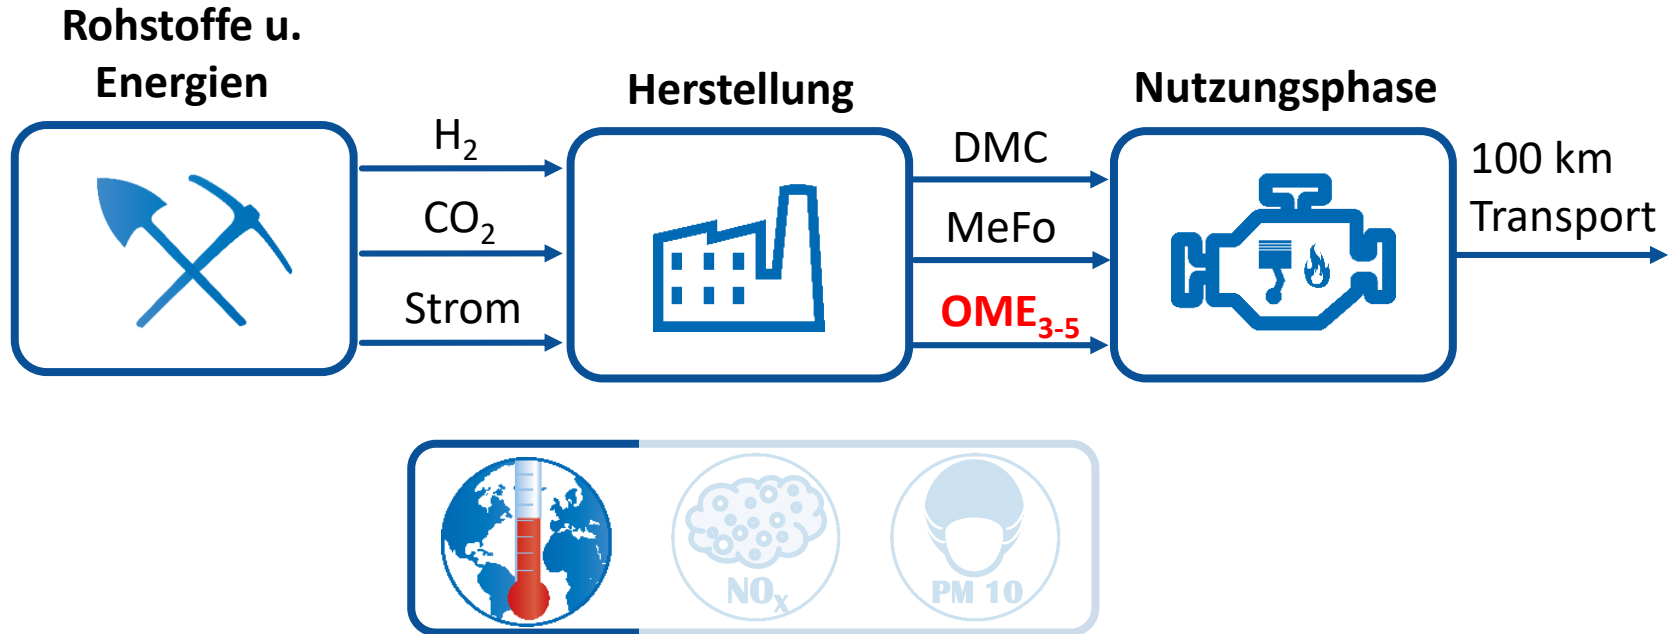 Rohstoffe u.
Energien
Herstellung
Nutzungsphase
H₂
CO₂
Strom
DMC
MeFo
OME₃₋₅
100 km
Transport
NOₓ
PM 10